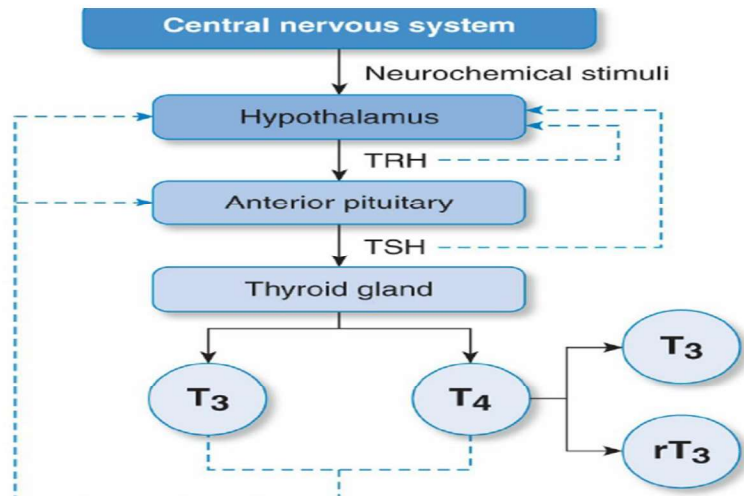 Central nervous system
Neurochemical stimuli
Hypothalamus
TRH
Anterior pituitary
TSH
Thyroid gland
T3
T4
T3
rT3